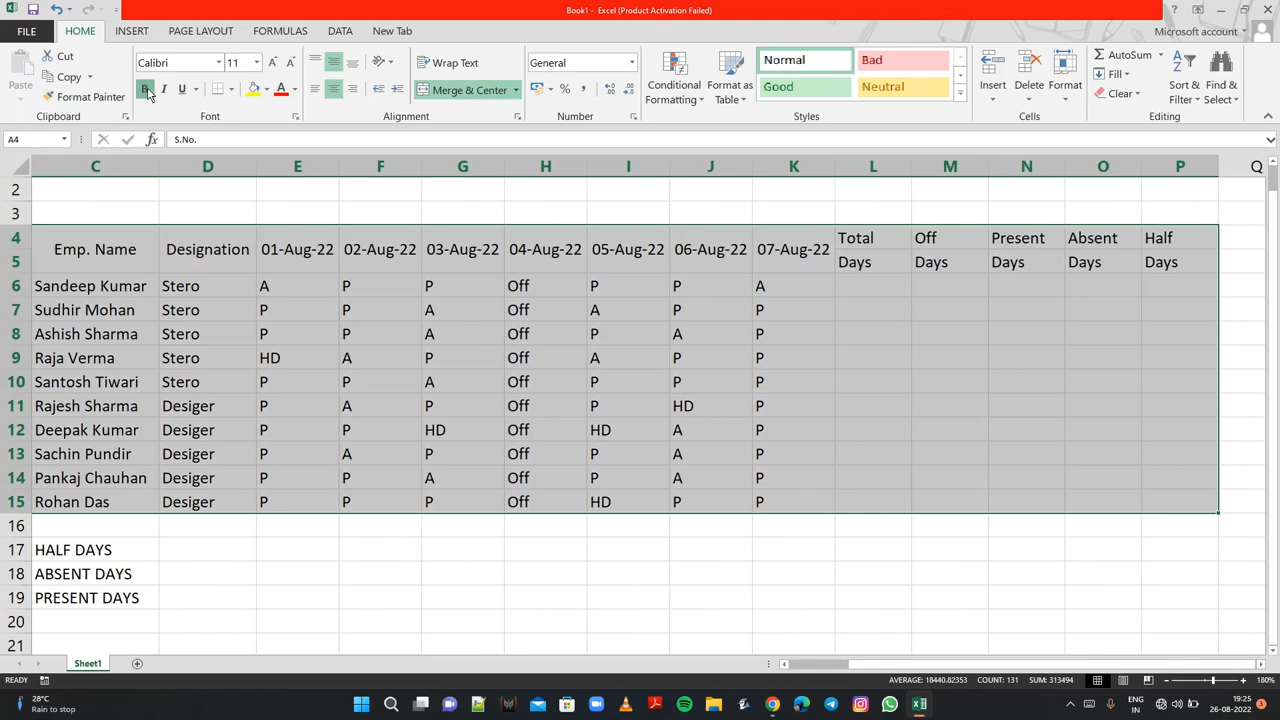 Book1 - Excel (Product Activation Failed)
FILE HOME INSERT PAGE LAYOUT FORMULAS DATA New Tab Microsoft account
Paste Cut Copy Format Painter Clipboard
Calibri 11 B I U A Font
Wrap Text Merge & Center Alignment
General % , Number
Conditional Formatting Format as Table Normal Bad Good Neutral Styles
Insert Delete Format Cells
AutoSum Fill Clear Sort & Filter Find & Select Editing
A4 fx S.No.
C D E F G H I J K L M N O P Q
2
3
4 Emp. Name Designation 01-Aug-22 02-Aug-22 03-Aug-22 04-Aug-22 05-Aug-22 06-Aug-22 07-Aug-22 Total Off Present Absent Half
5 Days Days Days Days Days
6 Sandeep Kumar Stero A P P Off P P A
7 Sudhir Mohan Stero P P A Off A P P
8 Ashish Sharma Stero P P A Off P A P
9 Raja Verma Stero HD A P Off A P P
10 Santosh Tiwari Stero P P A Off P P P
11 Rajesh Sharma Desiger P A P Off P HD P
12 Deepak Kumar Desiger P P HD Off HD A P
13 Sachin Pundir Desiger P A P Off P A P
14 Pankaj Chauhan Desiger P P A Off P A P
15 Rohan Das Desiger P P P Off HD P P
16
17 HALF DAYS
18 ABSENT DAYS
19 PRESENT DAYS
20
21
Sheet1
READY AVERAGE: 18440.82353 COUNT: 131 SUM: 313494 180%
28°C
Rain to stop
ENG
IN
19:25
26-08-2022